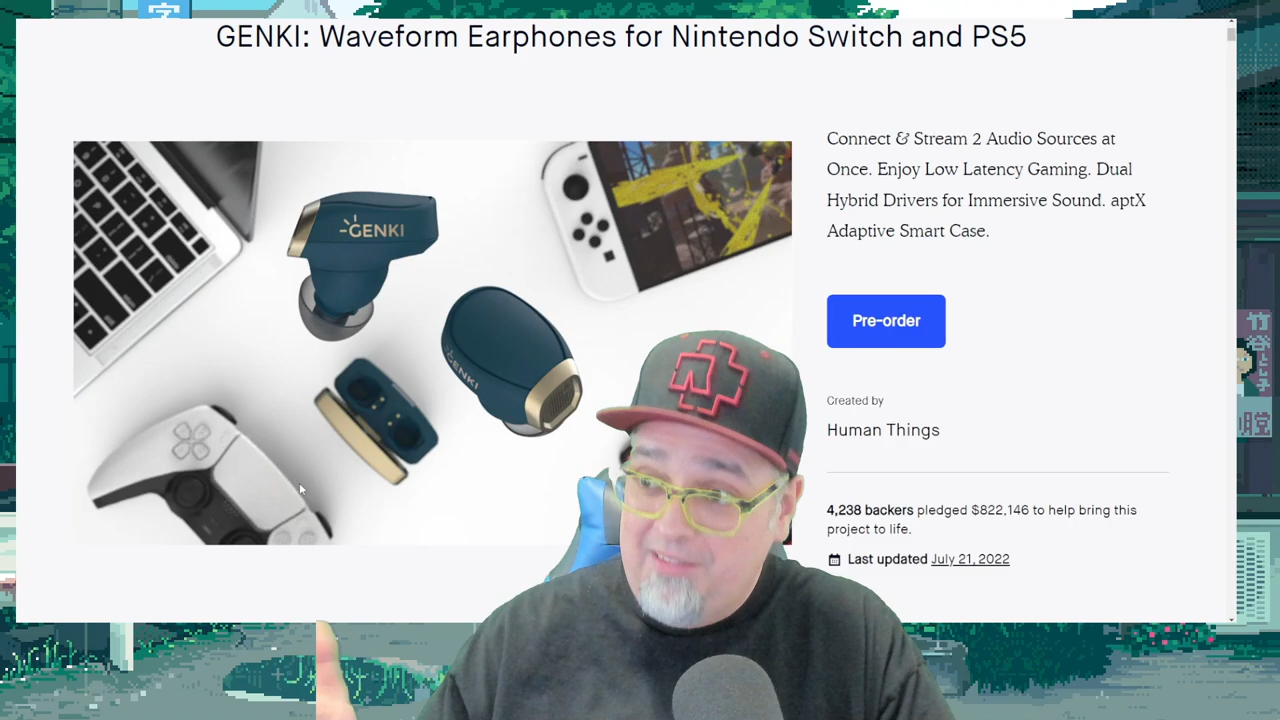 字
GENKI: Waveform Earphones for Nintendo Switch and PS5
GENKI
GENKI
Connect & Stream 2 Audio Sources at
Once. Enjoy Low Latency Gaming. Dual
Hybrid Drivers for Immersive Sound. aptX
Adaptive Smart Case.
Pre-order
Created by
Human Things
4,238 backers pledged $822,146 to help bring this
project to life.
Last updated July 21, 2022